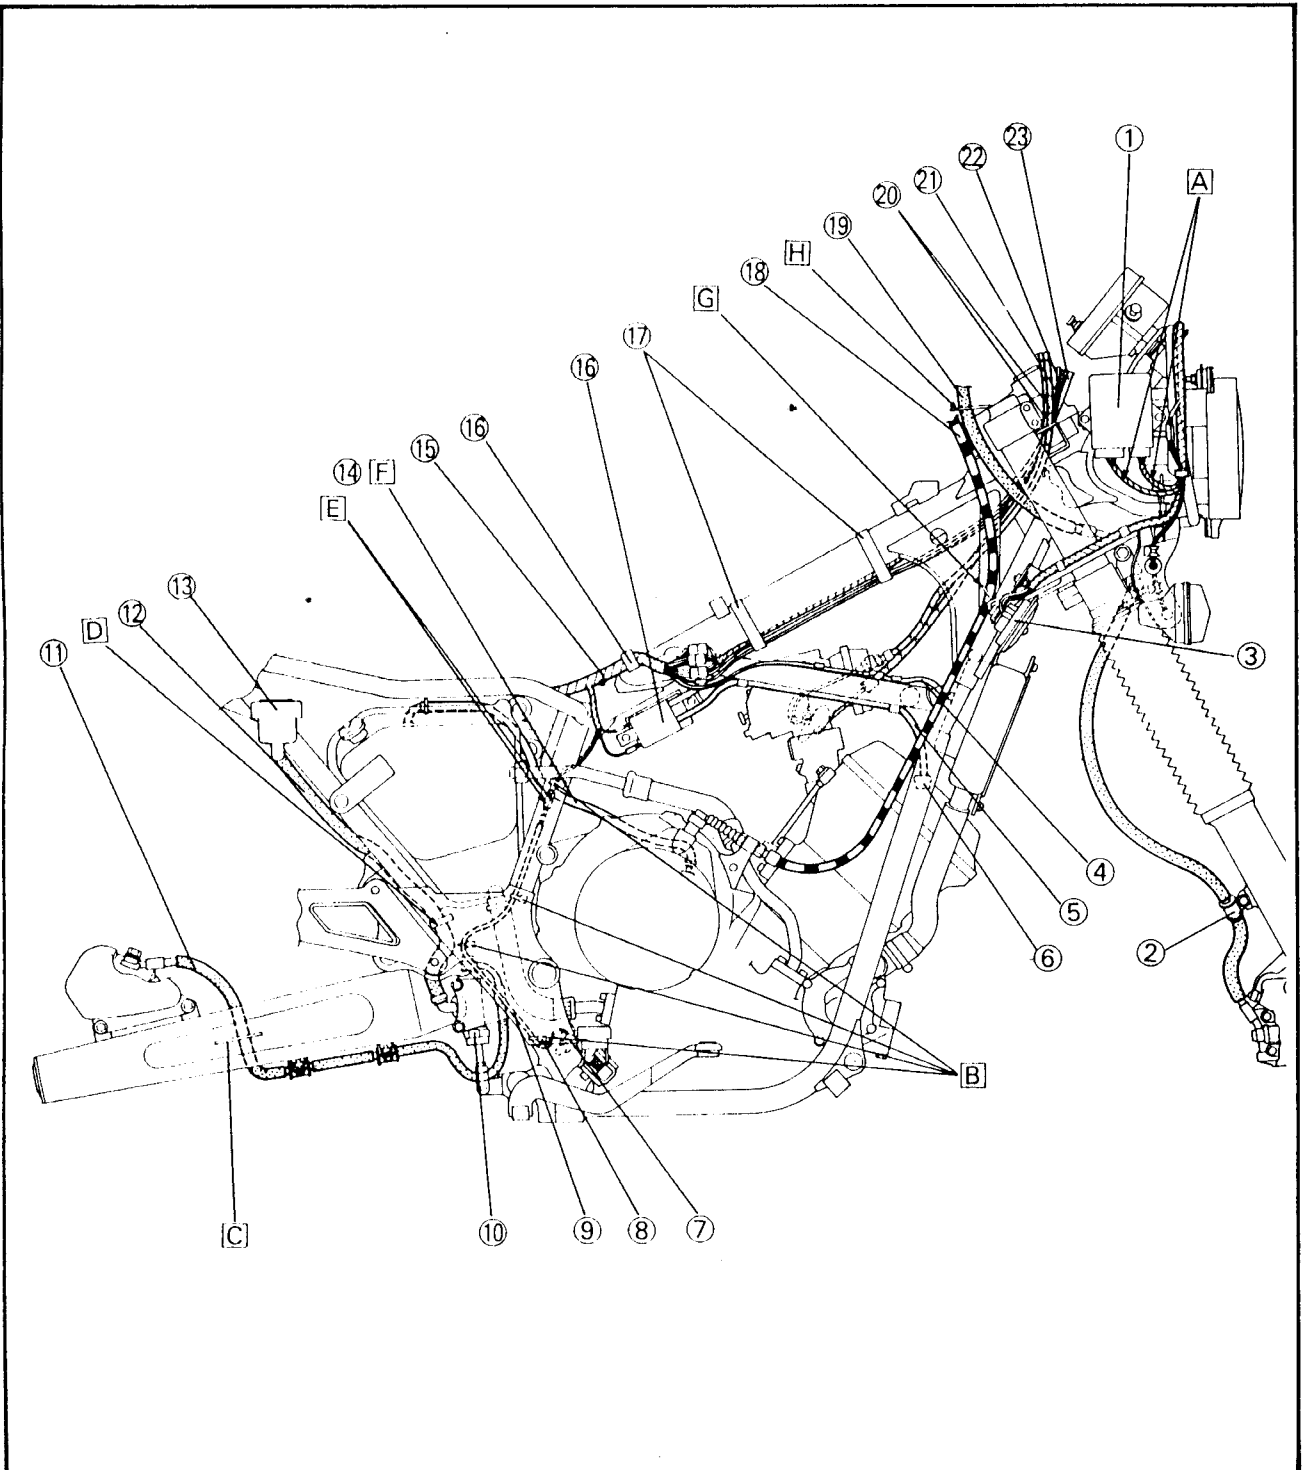 ㉓
①
㉒
A
㉑
⑳
⑲
H
⑱
G
⑰
⑯
⑯
⑮
⑭ F
E
⑬
⑫
D
⑪
③
④
⑤
②
⑥
B
C
⑩
⑨
⑧
⑦